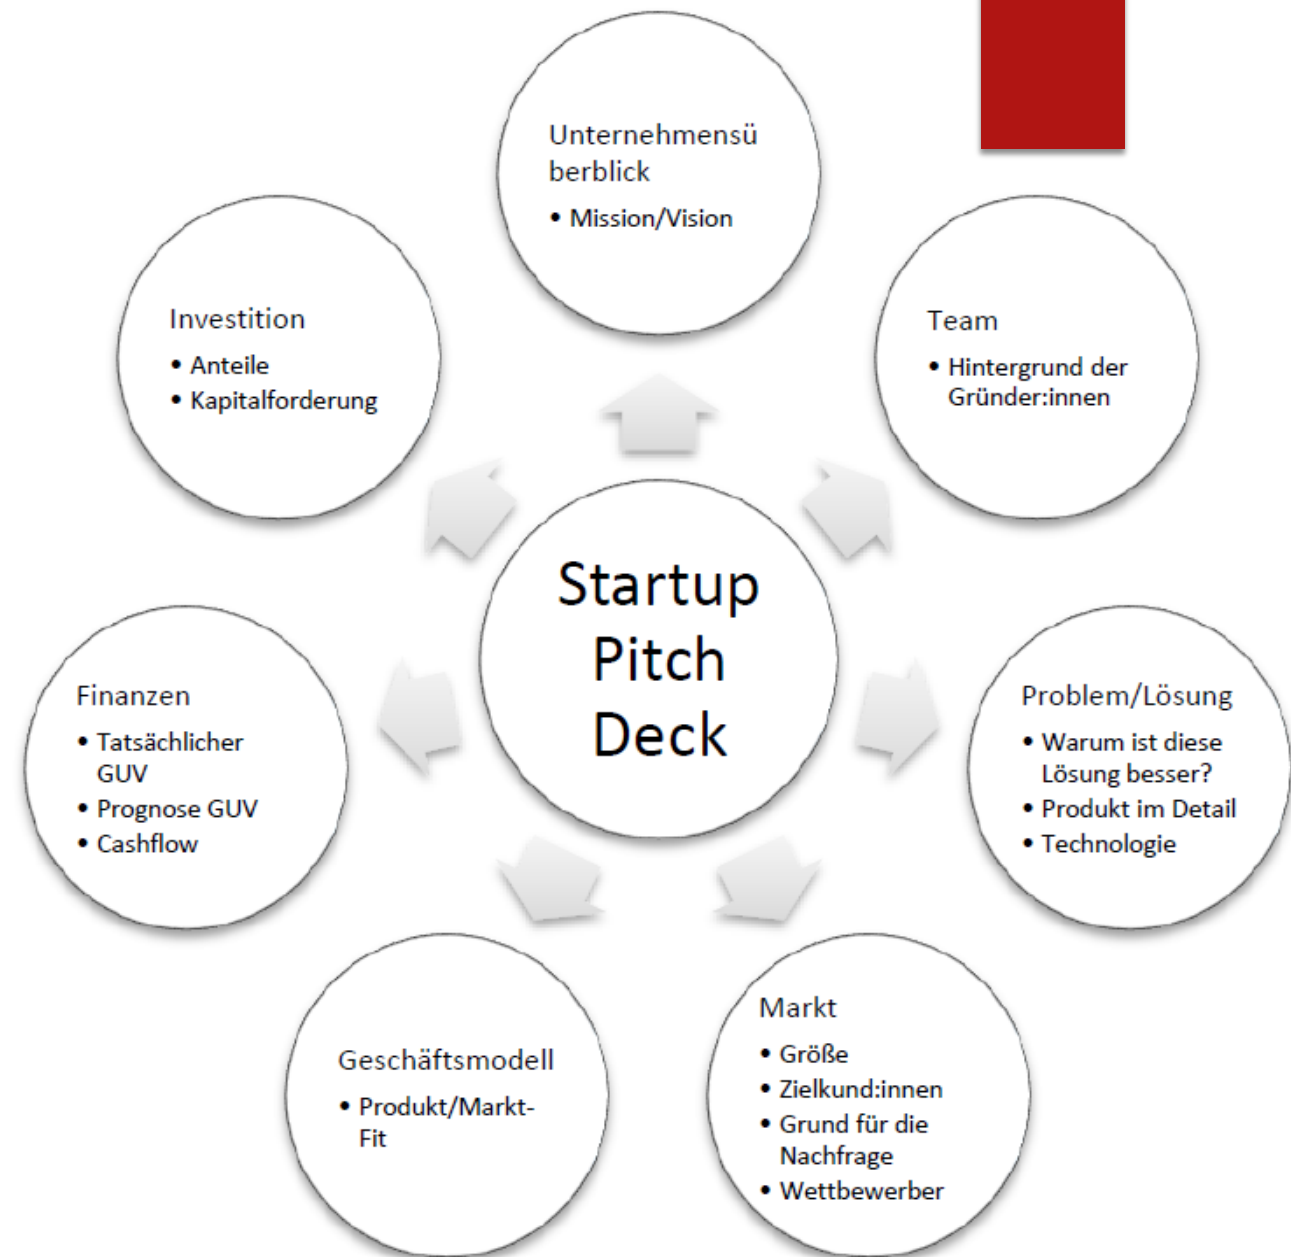 Unternehmensü
berblick
• Mission/Vision
Team
• Hintergrund der
Gründer:innen
Problem/Lösung
• Warum ist diese
Lösung besser?
• Produkt im Detail
• Technologie
Markt
• Größe
• Zielkund:innen
• Grund für die
Nachfrage
• Wettbewerber
Geschäftsmodell
• Produkt/Markt-
Fit
Finanzen
• Tatsächlicher
GUV
• Prognose GUV
• Cashflow
Investition
• Anteile
• Kapitalforderung
Startup
Pitch
Deck